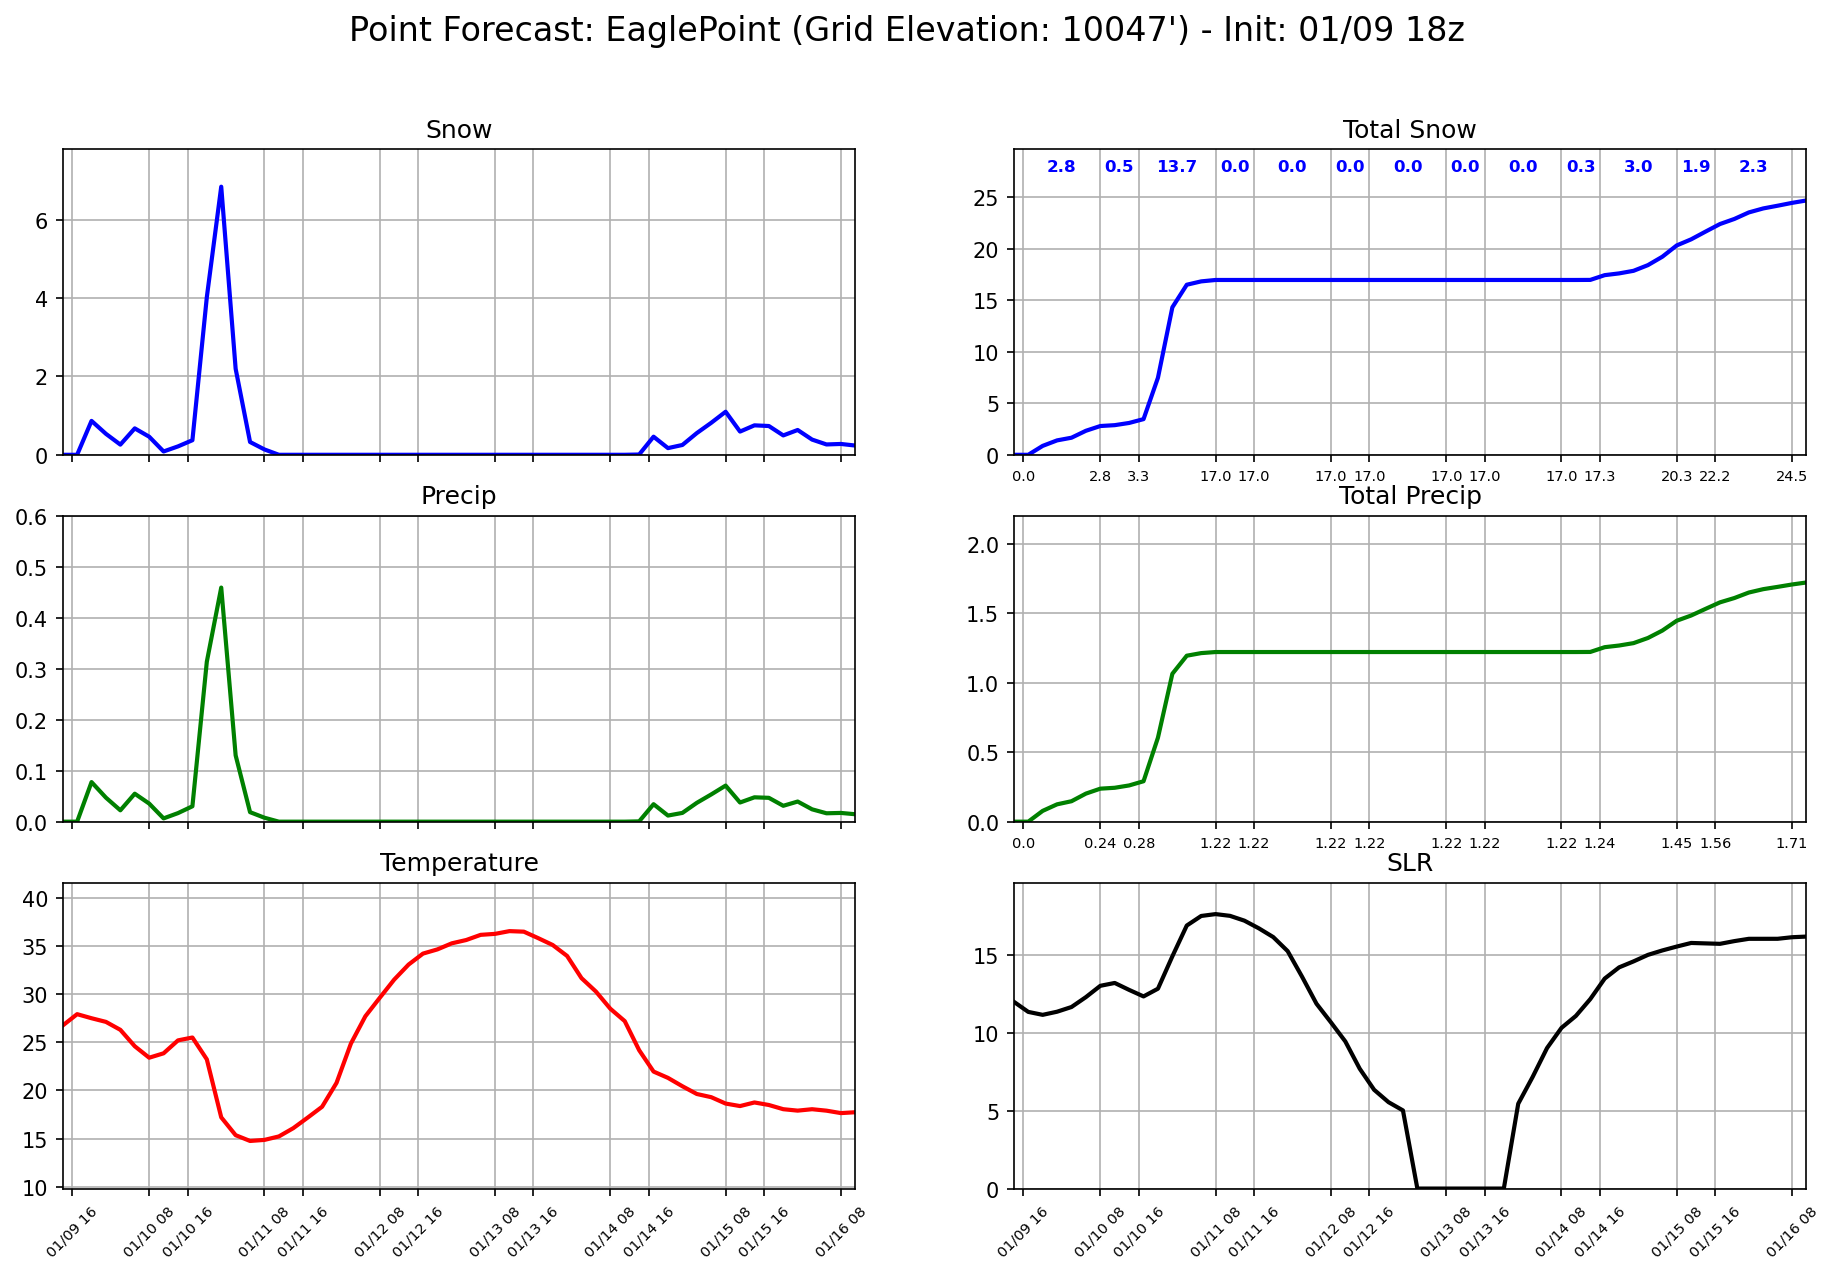 Point Forecast: EaglePoint (Grid Elevation: 10047') - Init: 01/09 18z
Snow
6
4
2
0
Total Snow
2.8 0.5 13.7 0.0 0.0 0.0 0.0 0.0 0.0 0.3 3.0 1.9 2.3
25
20
15
10
5
0
0.0 2.8 3.3 17.0 17.0 17.0 17.0 17.0 17.0 17.0 17.3 20.3 22.2 24.5
Precip
0.6
0.5
0.4
0.3
0.2
0.1
0.0
Total Precip
2.0
1.5
1.0
0.5
0.0
0.0 0.24 0.28 1.22 1.22 1.22 1.22 1.22 1.22 1.22 1.24 1.45 1.56 1.71
Temperature
40
35
30
25
20
15
10
01/09 16 01/10 08 01/10 16 01/11 08 01/11 16 01/12 08 01/12 16 01/13 08 01/13 16 01/14 08 01/14 16 01/15 08 01/15 16 01/16 08
SLR
15
10
5
0
01/09 16 01/10 08 01/10 16 01/11 08 01/11 16 01/12 08 01/12 16 01/13 08 01/13 16 01/14 08 01/14 16 01/15 08 01/15 16 01/16 08